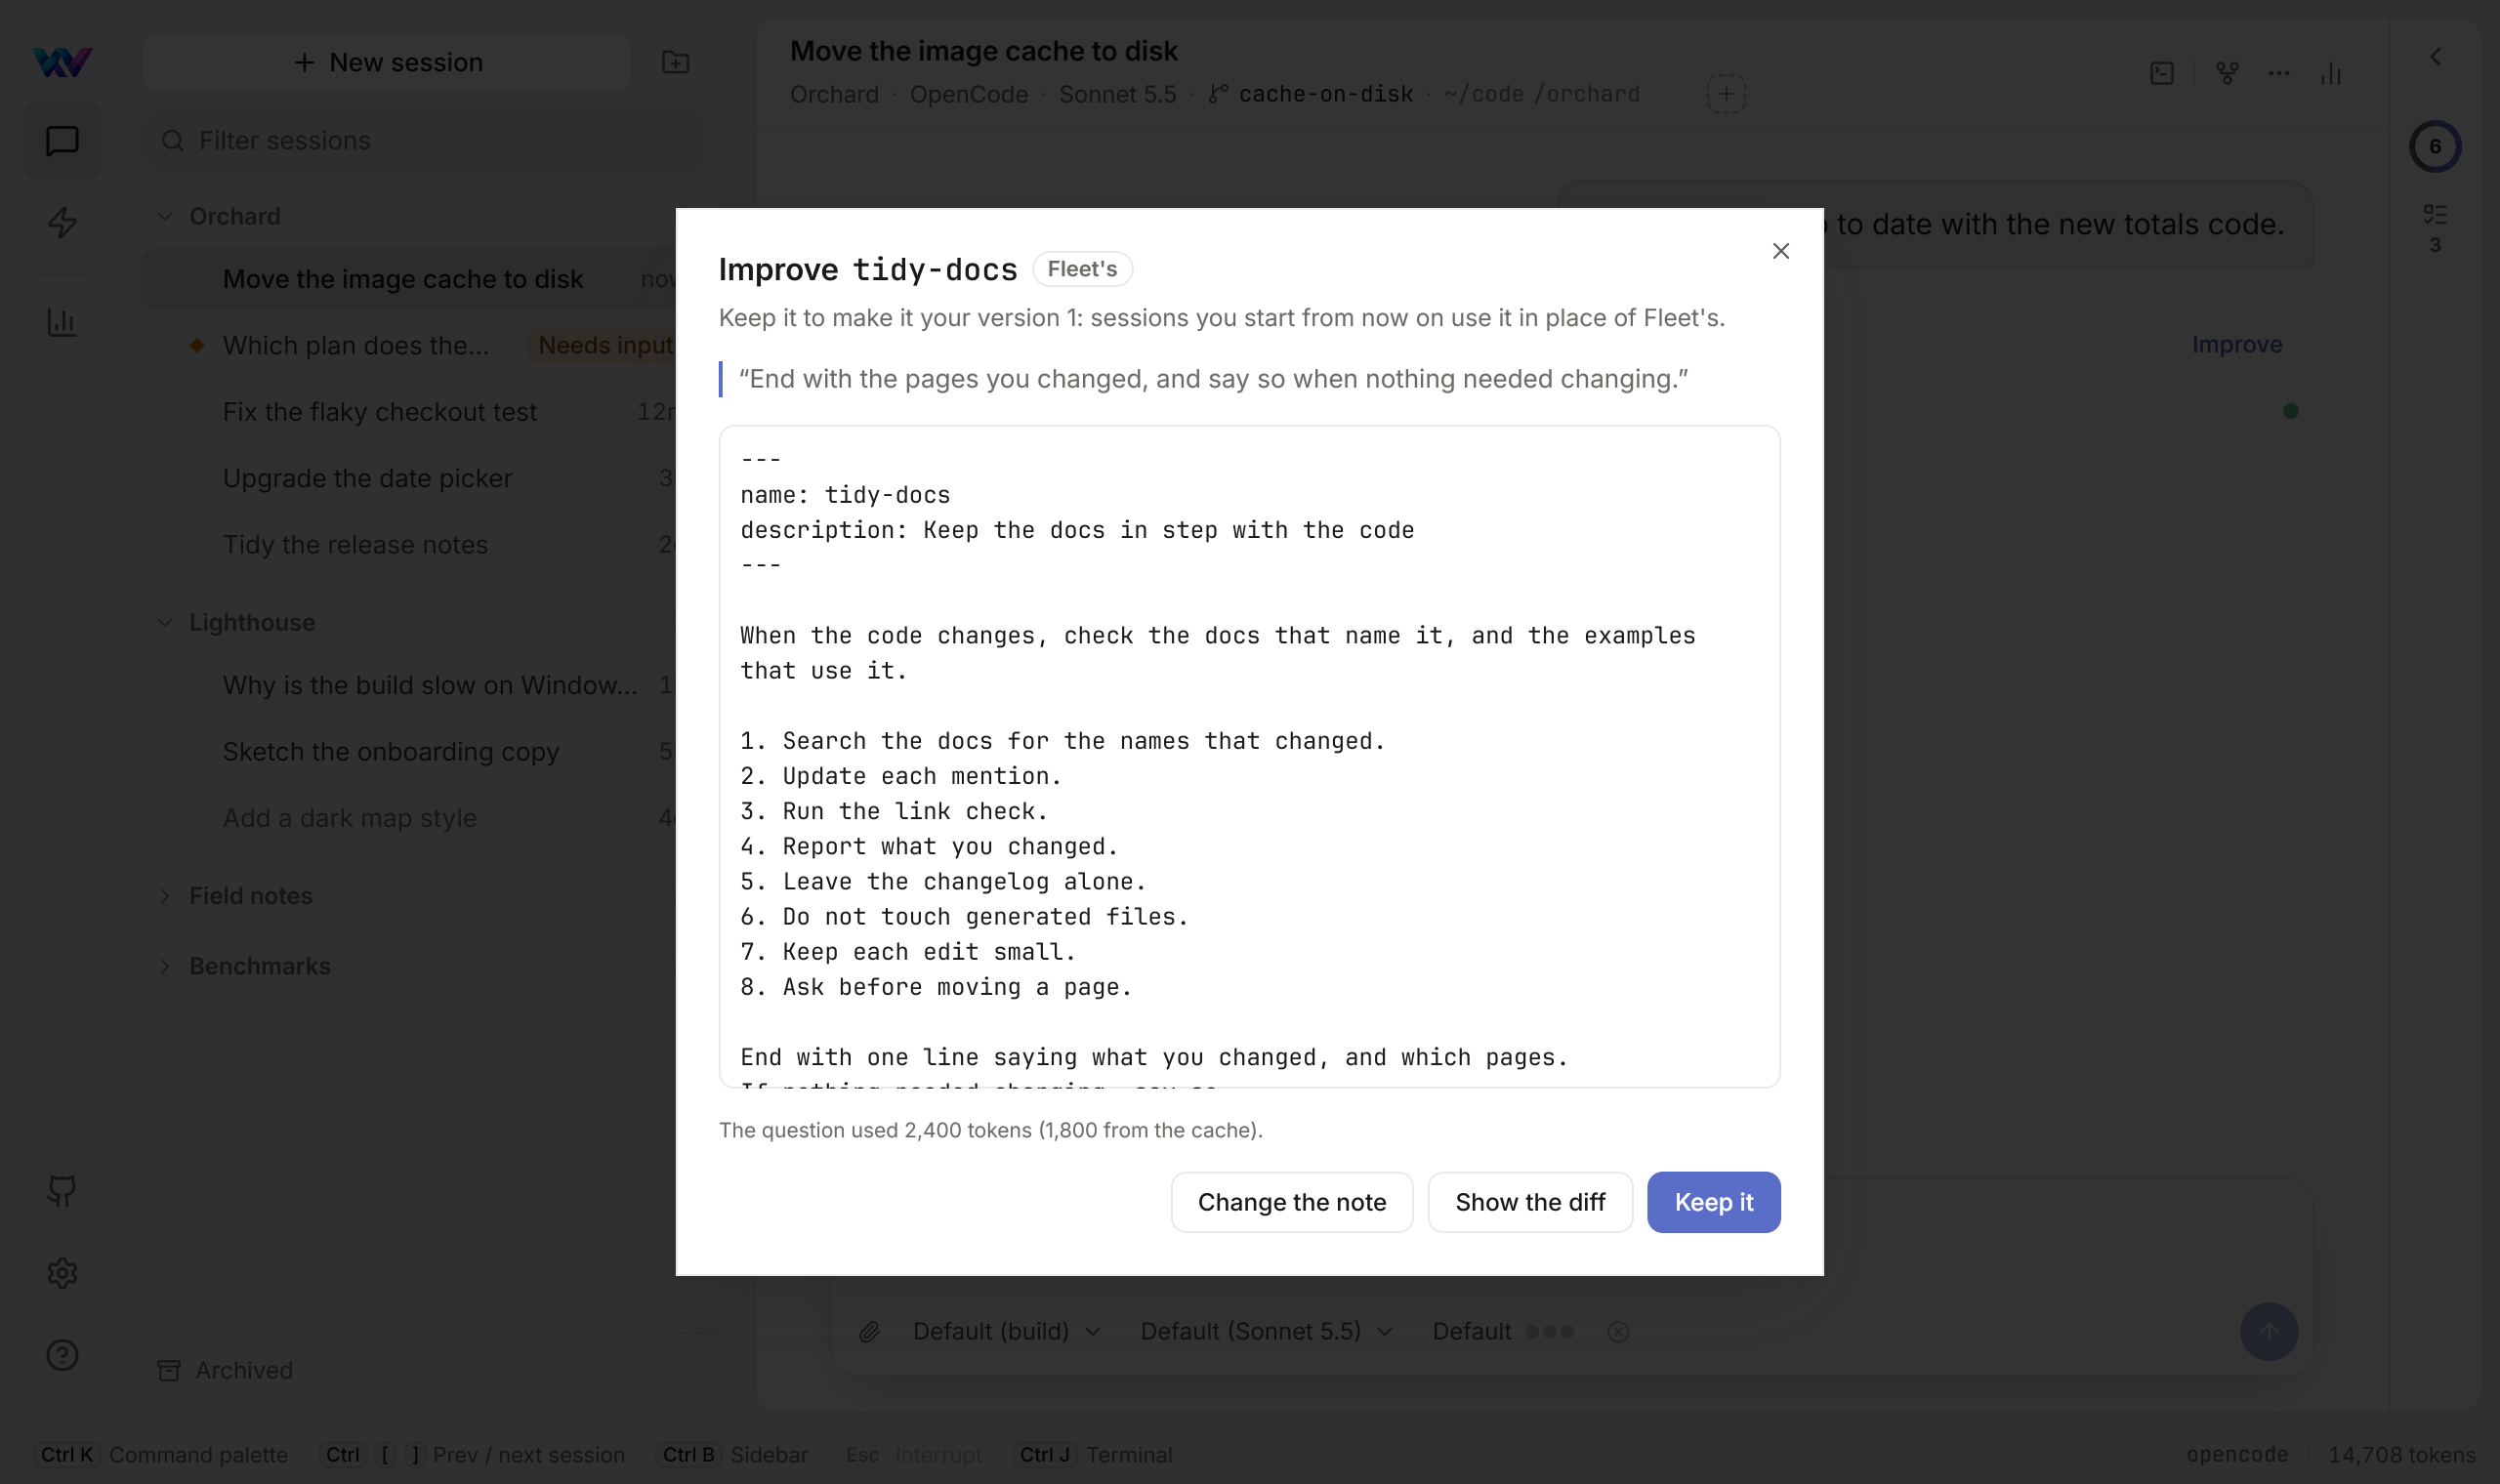 New session
Filter sessions
Orchard
Move the image cache to disk
Which plan does the...
Needs input
Fix the flaky checkout test
Upgrade the date picker
Tidy the release notes
Lighthouse
Why is the build slow on Window...
Sketch the onboarding copy
Add a dark map style
Field notes
Benchmarks
Archived
Move the image cache to disk
Orchard · OpenCode · Sonnet 5.5 · cache-on-disk · ~/code /orchard
to date with the new totals code.
Improve
6
3
Improve tidy-docs Fleet's
Keep it to make it your version 1: sessions you start from now on use it in place of Fleet's.
“End with the pages you changed, and say so when nothing needed changing.”
---
name: tidy-docs
description: Keep the docs in step with the code
---
When the code changes, check the docs that name it, and the examples
that use it.
1. Search the docs for the names that changed.
2. Update each mention.
3. Run the link check.
4. Report what you changed.
5. Leave the changelog alone.
6. Do not touch generated files.
7. Keep each edit small.
8. Ask before moving a page.
End with one line saying what you changed, and which pages.
If nothing needed changing, say so
The question used 2,400 tokens (1,800 from the cache).
Change the note
Show the diff
Keep it
Default (build)
Default (Sonnet 5.5)
Default
Ctrl K Command palette
Ctrl [ ] Prev / next session
Ctrl B Sidebar
Esc Interrupt
Ctrl J Terminal
opencode
14,708 tokens